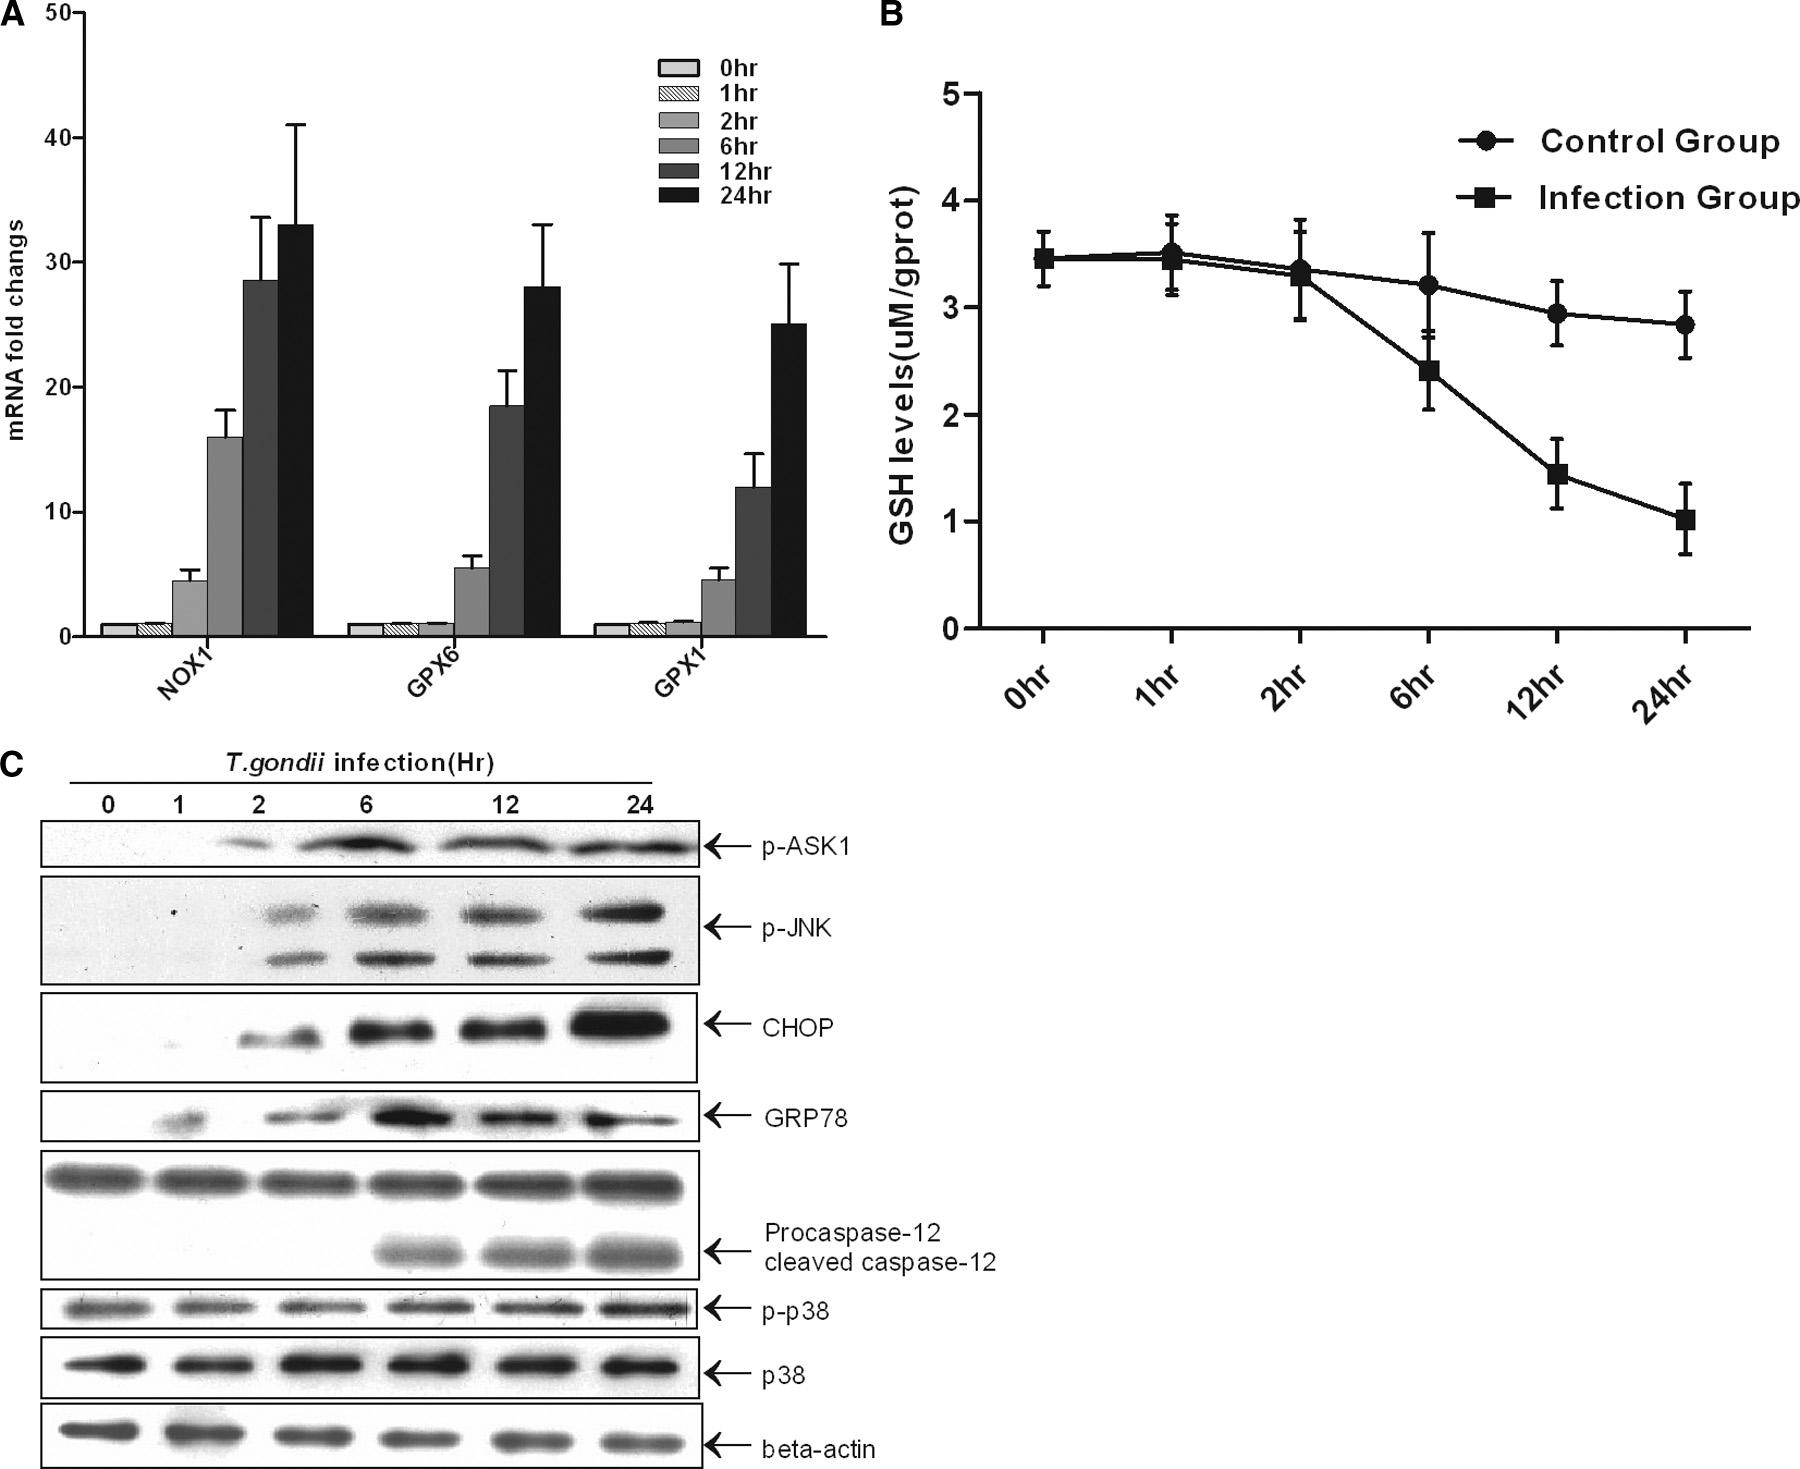 A
50
40
30
20
10
0
mRNA fold changs
0hr
1hr
2hr
6hr
12hr
24hr
NOX1
GPX6
GPX1
B
5
4
3
2
1
0
GSH levels(uM/gprot)
Control Group
Infection Group
0hr
1hr
2hr
6hr
12hr
24hr
C
T.gondii infection(Hr)
0 1 2 6 12 24
p-ASK1
p-JNK
CHOP
GRP78
Procaspase-12
cleaved caspase-12
p-p38
p38
beta-actin